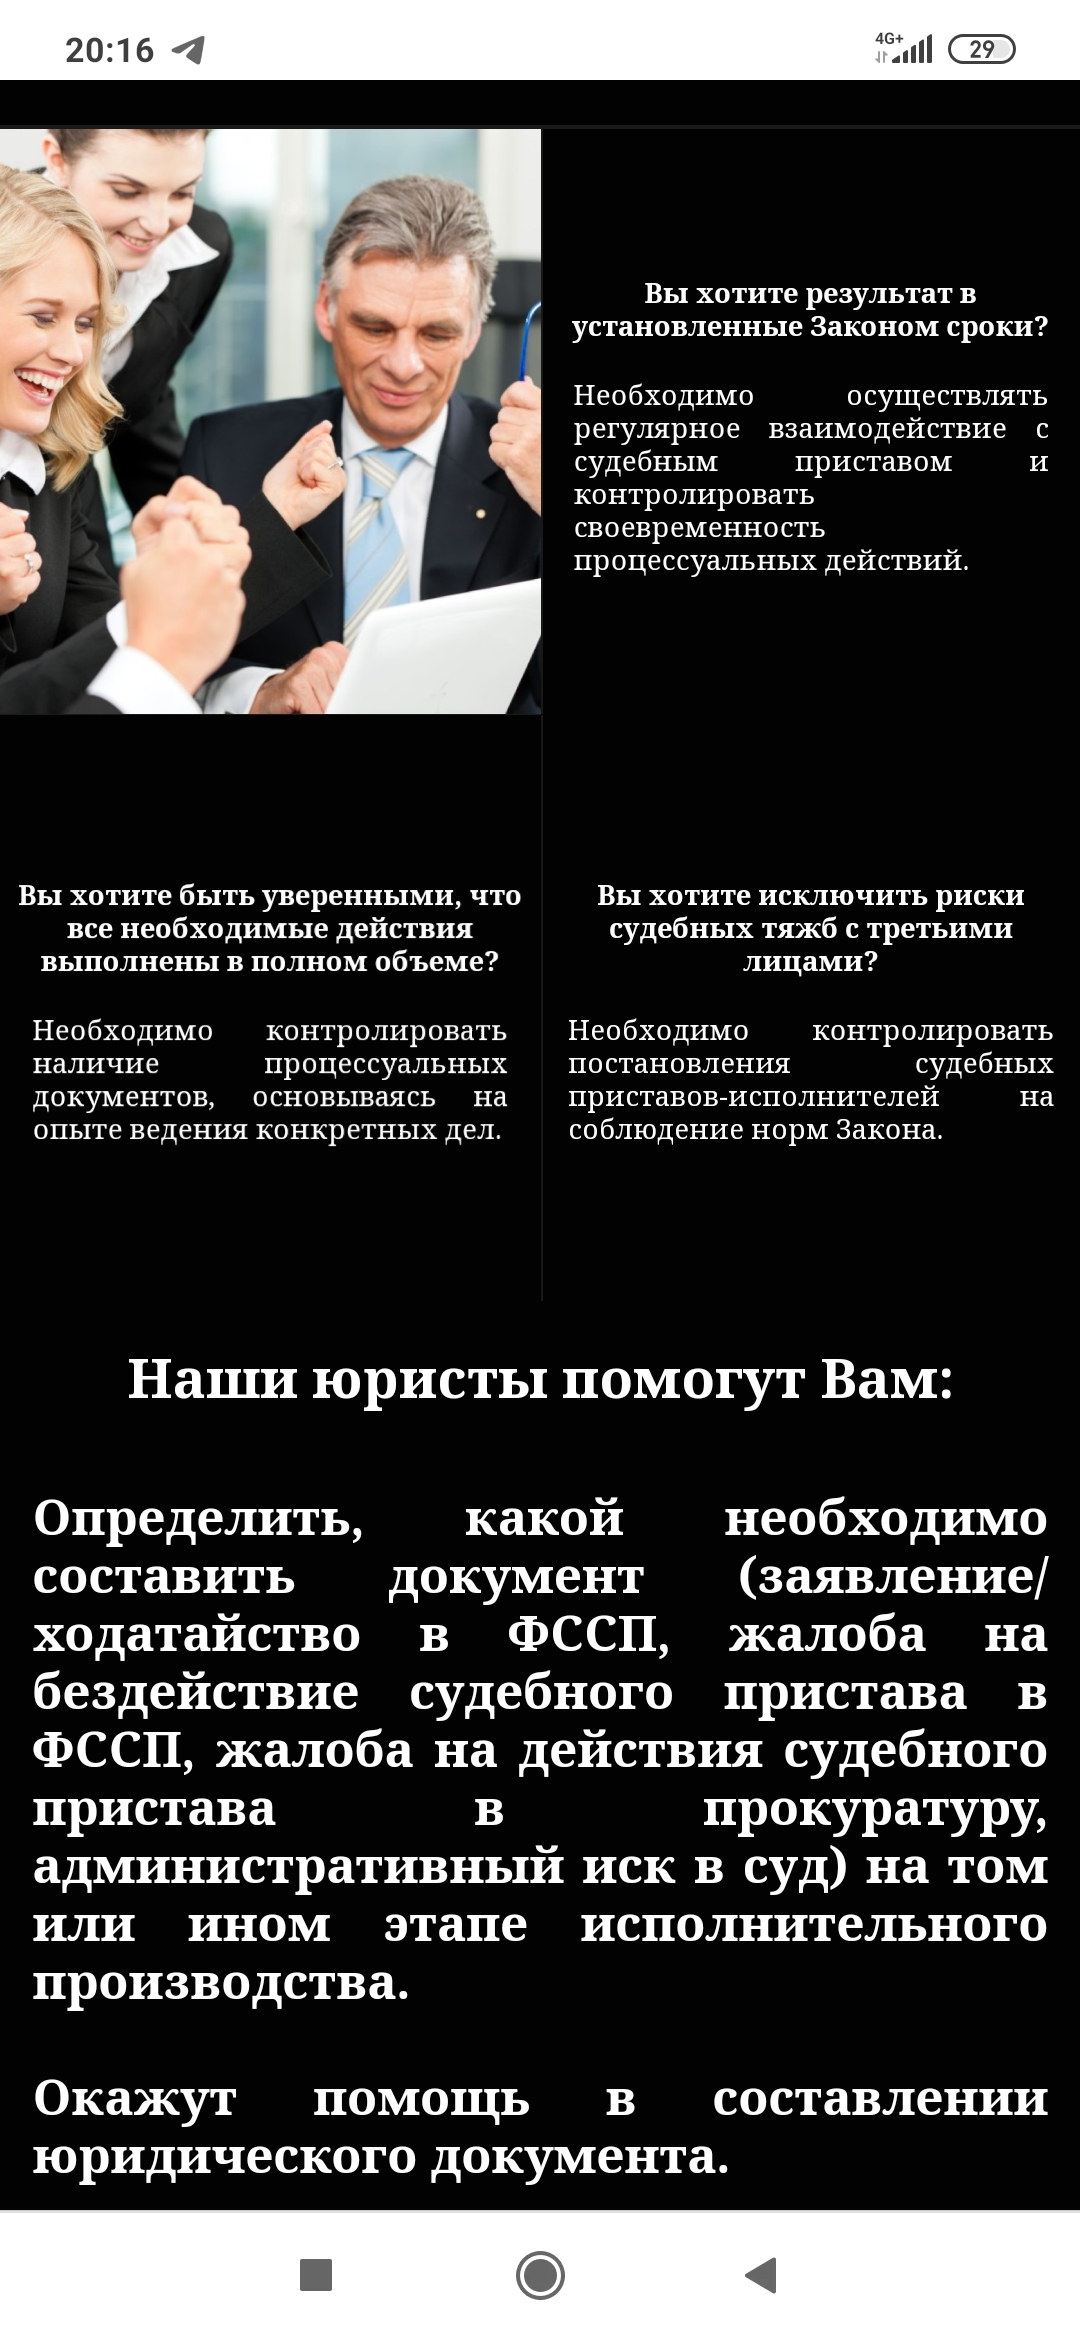 20:16
4G+
29
Вы хотите результат в
установленные Законом сроки?
Необходимо осуществлять
регулярное взаимодействие с
судебным приставом и
контролировать
своевременность
процессуальных действий.
Вы хотите быть уверенными, что
все необходимые действия
выполнены в полном объеме?
Необходимо контролировать
наличие процессуальных
документов, основываясь на
опыте ведения конкретных дел.
Вы хотите исключить риски
судебных тяжб с третьими
лицами?
Необходимо контролировать
постановления судебных
приставов-исполнителей на
соблюдение норм Закона.
Наши юристы помогут Вам:
Определить, какой необходимо
составить документ (заявление/
ходатайство в ФССП, жалоба на
бездействие судебного пристава в
ФССП, жалоба на действия судебного
пристава в прокуратуру,
административный иск в суд) на том
или ином этапе исполнительного
производства.
Окажут помощь в составлении
юридического документа.